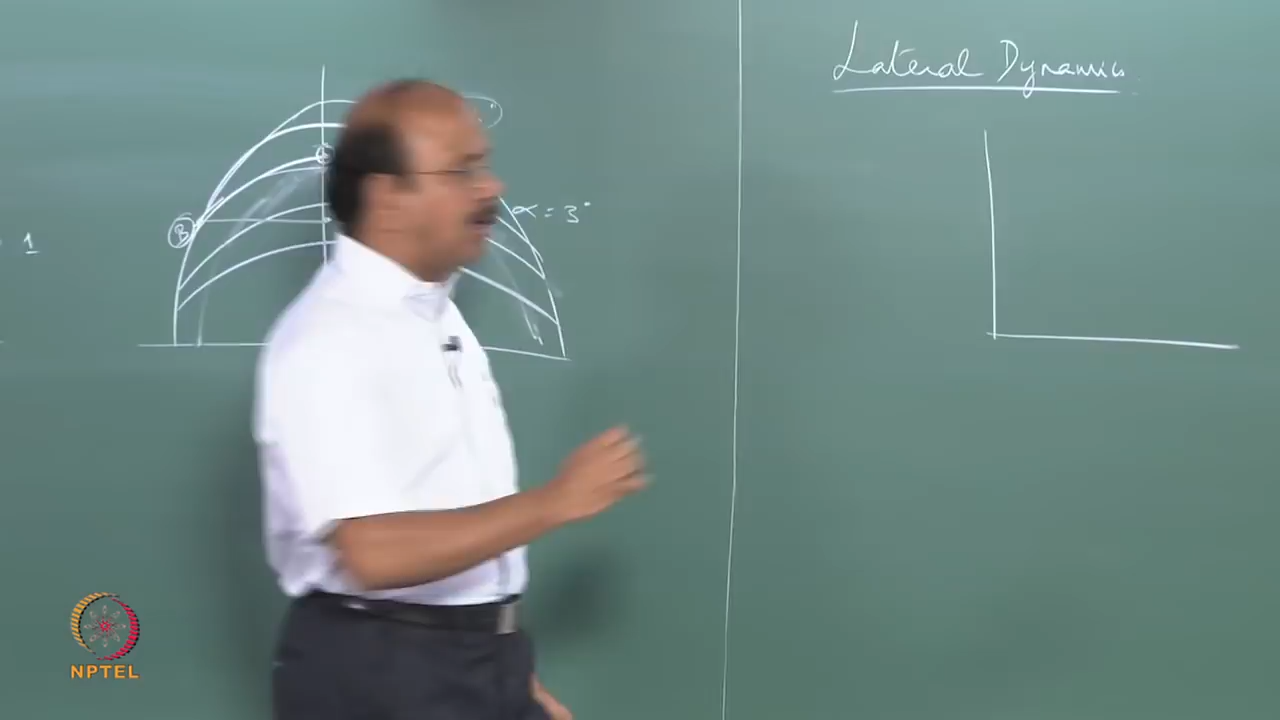 Lateral Dynamics
B
α = 3°
1
NPTEL